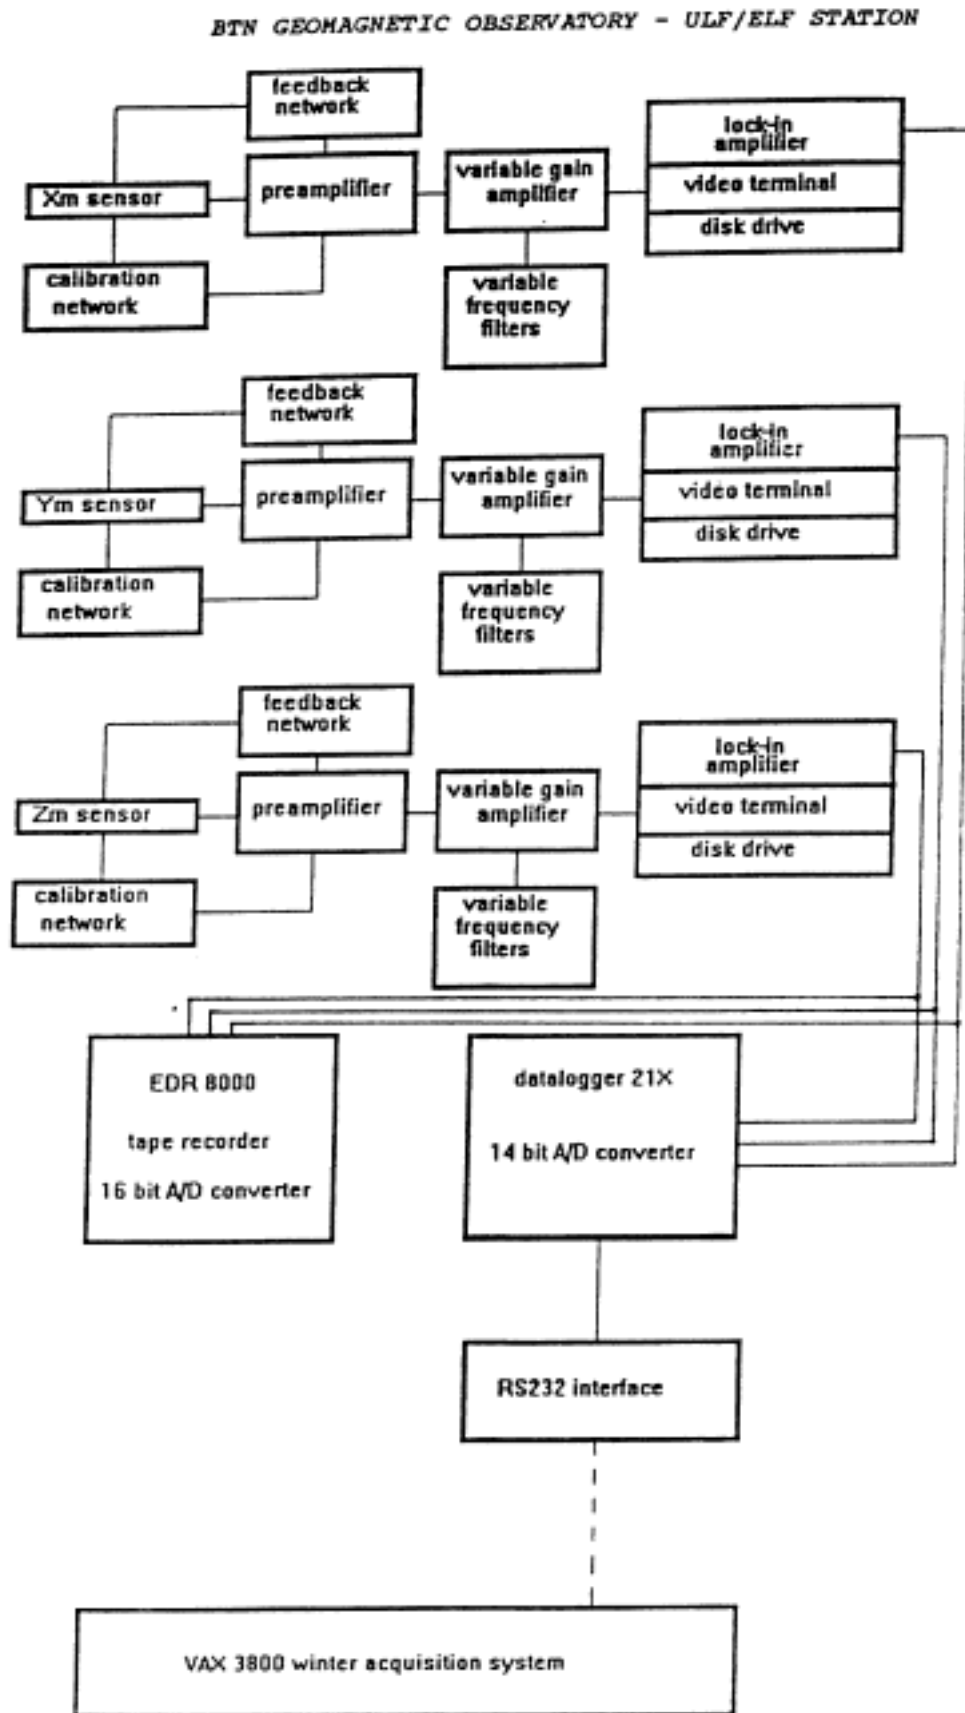 BTN GEOMAGNETIC OBSERVATORY - ULF/ELF STATION
feedback
network
lock-in
amplifier
Xm sensor
preamplifier
variable gain
amplifier
video terminal
disk drive
calibration
network
variable
frequency
filters
feedback
network
lock-in
amplifier
Ym sensor
preamplifier
variable gain
amplifier
video terminal
disk drive
calibration
network
variable
frequency
filters
feedback
network
lock-in
amplifier
Zm sensor
preamplifier
variable gain
amplifier
video terminal
disk drive
calibration
network
variable
frequency
filters
EDR 8000
tape recorder
16 bit A/D converter
datalogger 21X
14 bit A/D converter
RS232 interface
VAX 3800 winter acquisition system